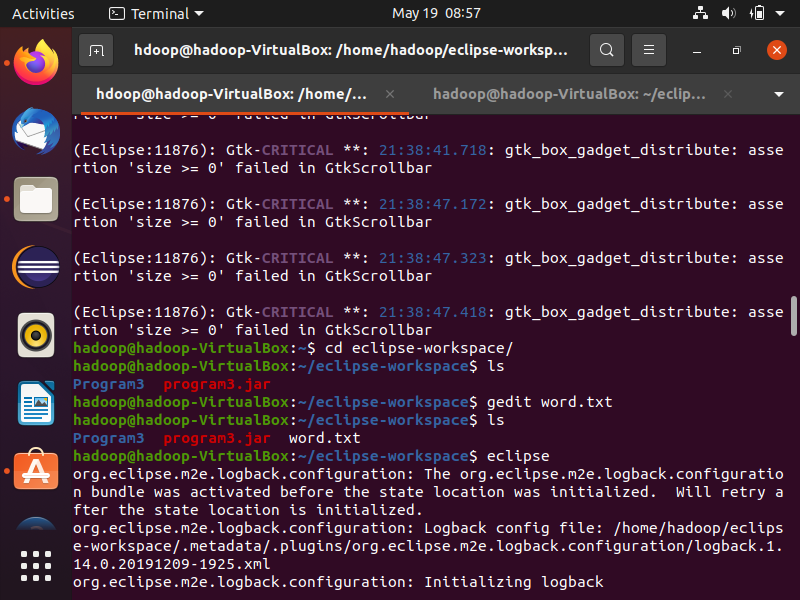 Activities
Terminal
May 19 08:57
hdoop@hadoop-VirtualBox: /home/hadoop/eclipse-worksp...
hdoop@hadoop-VirtualBox: /home/...
hadoop@hadoop-VirtualBox: ~/eclip...
rtion 'size >= 0' failed in GtkScrollbar
(Eclipse:11876): Gtk-CRITICAL **: 21:38:41.718: gtk_box_gadget_distribute: asse
rtion 'size >= 0' failed in GtkScrollbar
(Eclipse:11876): Gtk-CRITICAL **: 21:38:47.172: gtk_box_gadget_distribute: asse
rtion 'size >= 0' failed in GtkScrollbar
(Eclipse:11876): Gtk-CRITICAL **: 21:38:47.323: gtk_box_gadget_distribute: asse
rtion 'size >= 0' failed in GtkScrollbar
(Eclipse:11876): Gtk-CRITICAL **: 21:38:47.418: gtk_box_gadget_distribute: asse
rtion 'size >= 0' failed in GtkScrollbar
hadoop@hadoop-VirtualBox:~$ cd eclipse-workspace/
hadoop@hadoop-VirtualBox:~/eclipse-workspace$ ls
Program3  program3.jar
hadoop@hadoop-VirtualBox:~/eclipse-workspace$ gedit word.txt
hadoop@hadoop-VirtualBox:~/eclipse-workspace$ ls
Program3  program3.jar  word.txt
hadoop@hadoop-VirtualBox:~/eclipse-workspace$ eclipse
org.eclipse.m2e.logback.configuration: The org.eclipse.m2e.logback.configuratio
n bundle was activated before the state location was initialized.  Will retry a
fter the state location is initialized.
org.eclipse.m2e.logback.configuration: Logback config file: /home/hadoop/eclips
e-workspace/.metadata/.plugins/org.eclipse.m2e.logback.configuration/logback.1.
14.0.20191209-1925.xml
org.eclipse.m2e.logback.configuration: Initializing logback